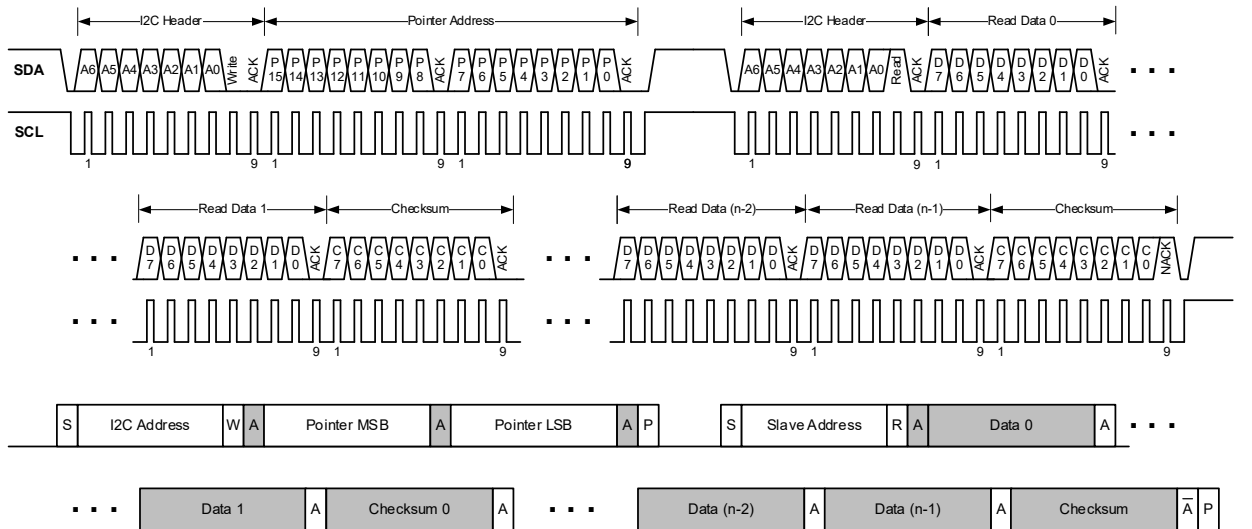 I2C Header Pointer Address I2C Header Read Data 0
SDA A6 A5 A4 A3 A2 A1 A0 Write ACK P15 P14 P13 P12 P11 P10 P9 P8 ACK P7 P6 P5 P4 P3 P2 P1 P0 ACK A6 A5 A4 A3 A2 A1 A0 Read ACK D7 D6 D5 D4 D3 D2 D1 D0 ACK . . .
SCL . . .
1 9 1 9 1 9 1 9 1 9
Read Data 1 Checksum Read Data (n-2) Read Data (n-1) Checksum
. . . D7 D6 D5 D4 D3 D2 D1 D0 ACK C7 C6 C5 C4 C3 C2 C1 C0 ACK . . . D7 D6 D5 D4 D3 D2 D1 D0 ACK D7 D6 D5 D4 D3 D2 D1 D0 ACK C7 C6 C5 C4 C3 C2 C1 C0 NACK
. . . . . .
1 9 1 9 9 1 9 1 9
S I2C Address W A Pointer MSB A Pointer LSB A P S Slave Address R A Data 0 A . . .
. . . Data 1 A Checksum 0 A . . . Data (n-2) A Data (n-1) A Checksum A̅ P